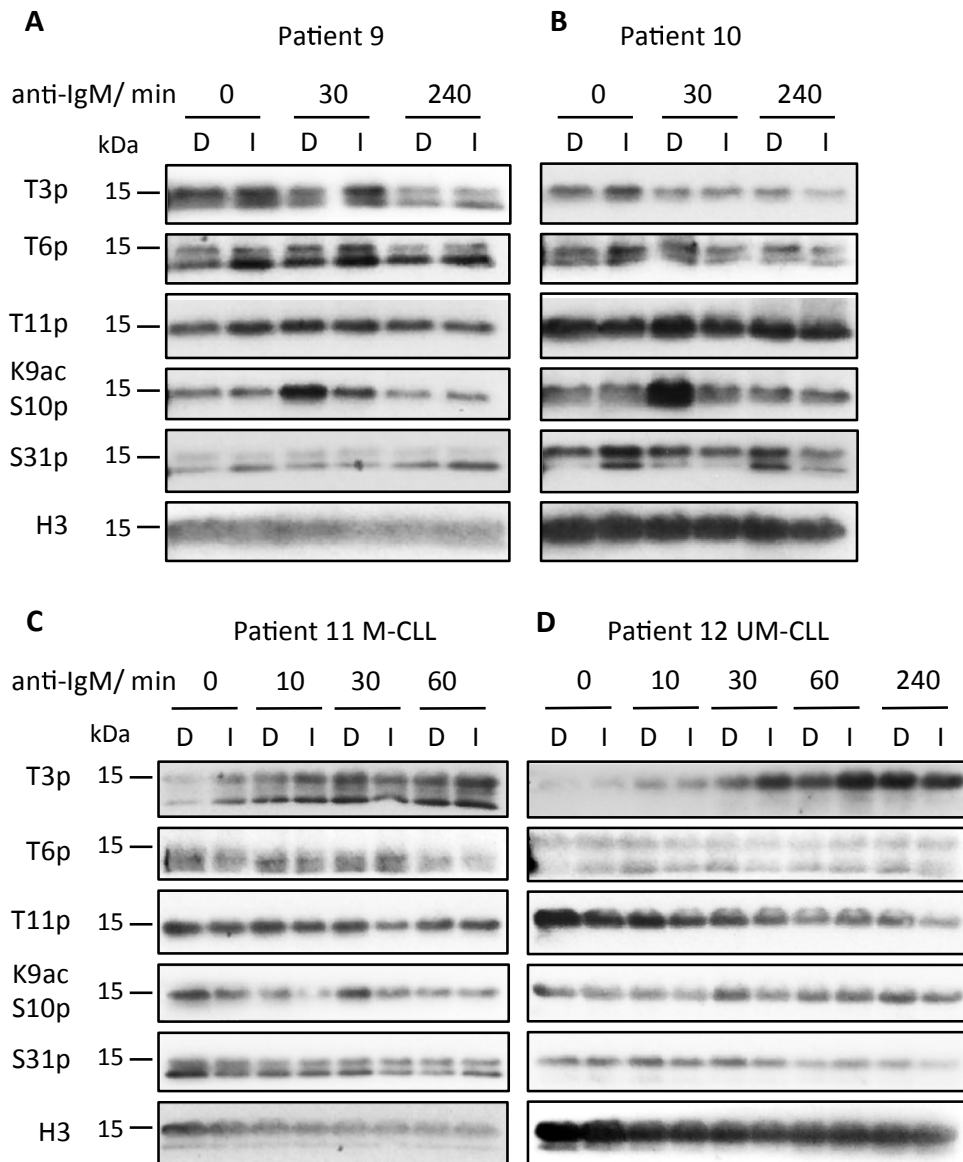 A
Patient 9
anti-IgM/ min 0 30 240
kDa D I D I D I
T3p 15
T6p 15
T11p 15
K9ac
S10p 15
S31p 15
H3 15
B
Patient 10
0 30 240
D I D I D I
C
Patient 11 M-CLL
anti-IgM/ min 0 10 30 60
kDa D I D I D I D I
T3p 15
T6p 15
T11p 15
K9ac
S10p 15
S31p 15
H3 15
D
Patient 12 UM-CLL
0 10 30 60 240
D I D I D I D I D I